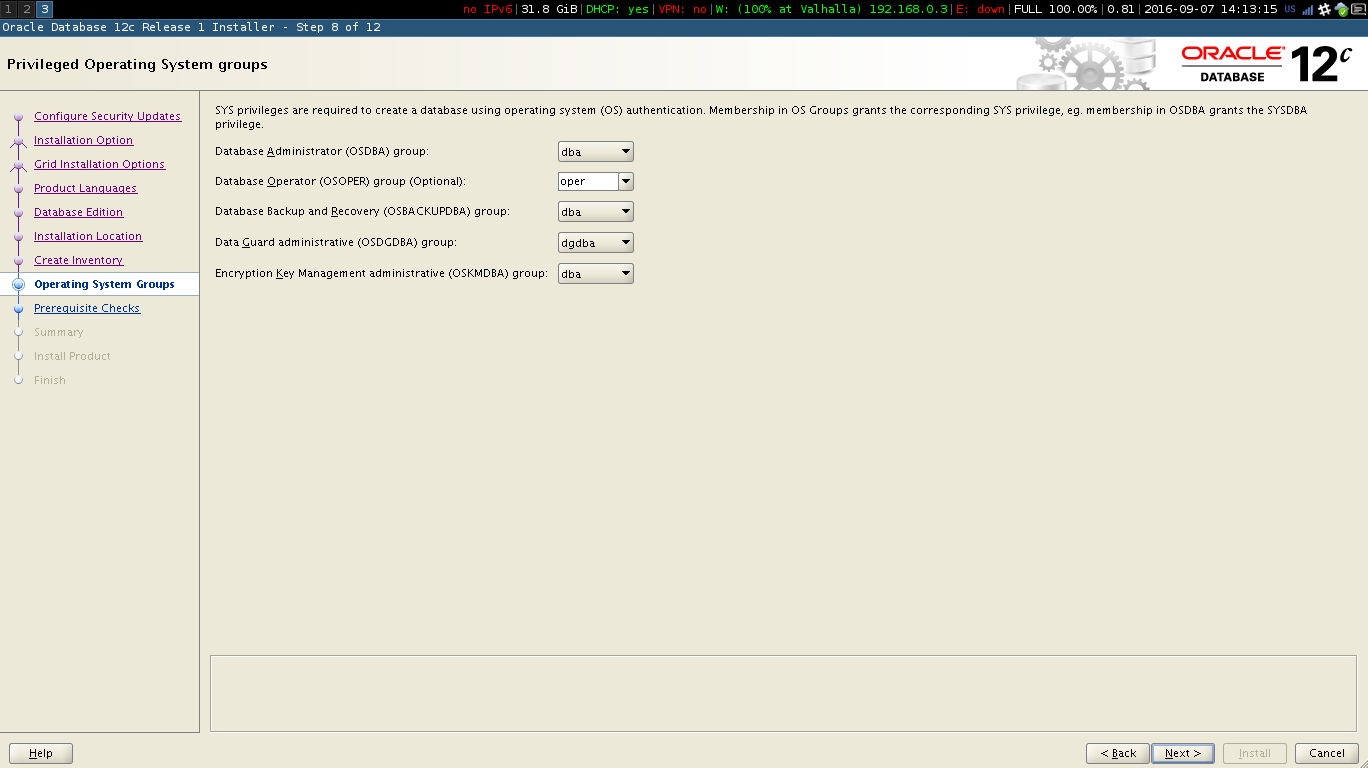 1 2 3 no IPv6|31.8 GiB|DHCP: yes|VPN: no|W: (100% at Valhalla) 192.168.0.3|E: down|FULL 100.00%|0.81|2016-09-07 14:13:15 US
Oracle Database 12c Release 1 Installer - Step 8 of 12
Privileged Operating System groups
ORACLE®
DATABASE
12c
Configure Security Updates
Installation Option
Grid Installation Options
Product Languages
Database Edition
Installation Location
Create Inventory
Operating System Groups
Prerequisite Checks
Summary
Install Product
Finish
SYS privileges are required to create a database using operating system (OS) authentication. Membership in OS Groups grants the corresponding SYS privilege, eg. membership in OSDBA grants the SYSDBA
privilege.
Database Administrator (OSDBA) group: dba
Database Operator (OSOPER) group (Optional): oper
Database Backup and Recovery (OSBACKUPDBA) group: dba
Data Guard administrative (OSDGDBA) group: dgdba
Encryption Key Management administrative (OSKMDBA) group: dba
Help < Back Next > Install Cancel